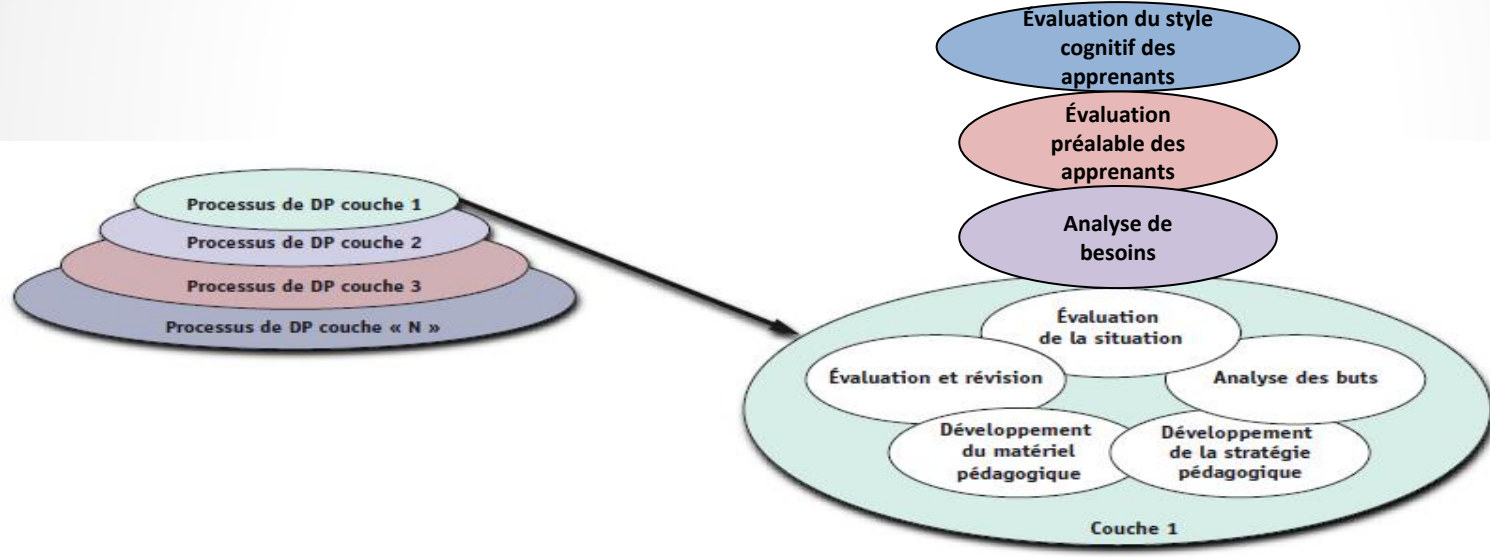 Évaluation du style
cognitif des
apprenants
Évaluation
préalable des
apprenants
Analyse de
besoins
Processus de DP couche 1
Processus de DP couche 2
Processus de DP couche 3
Processus de DP couche « N »
Évaluation
de la situation
Évaluation et révision
Analyse des buts
Développement
du matériel
pédagogique
Développement
de la stratégie
pédagogique
Couche 1